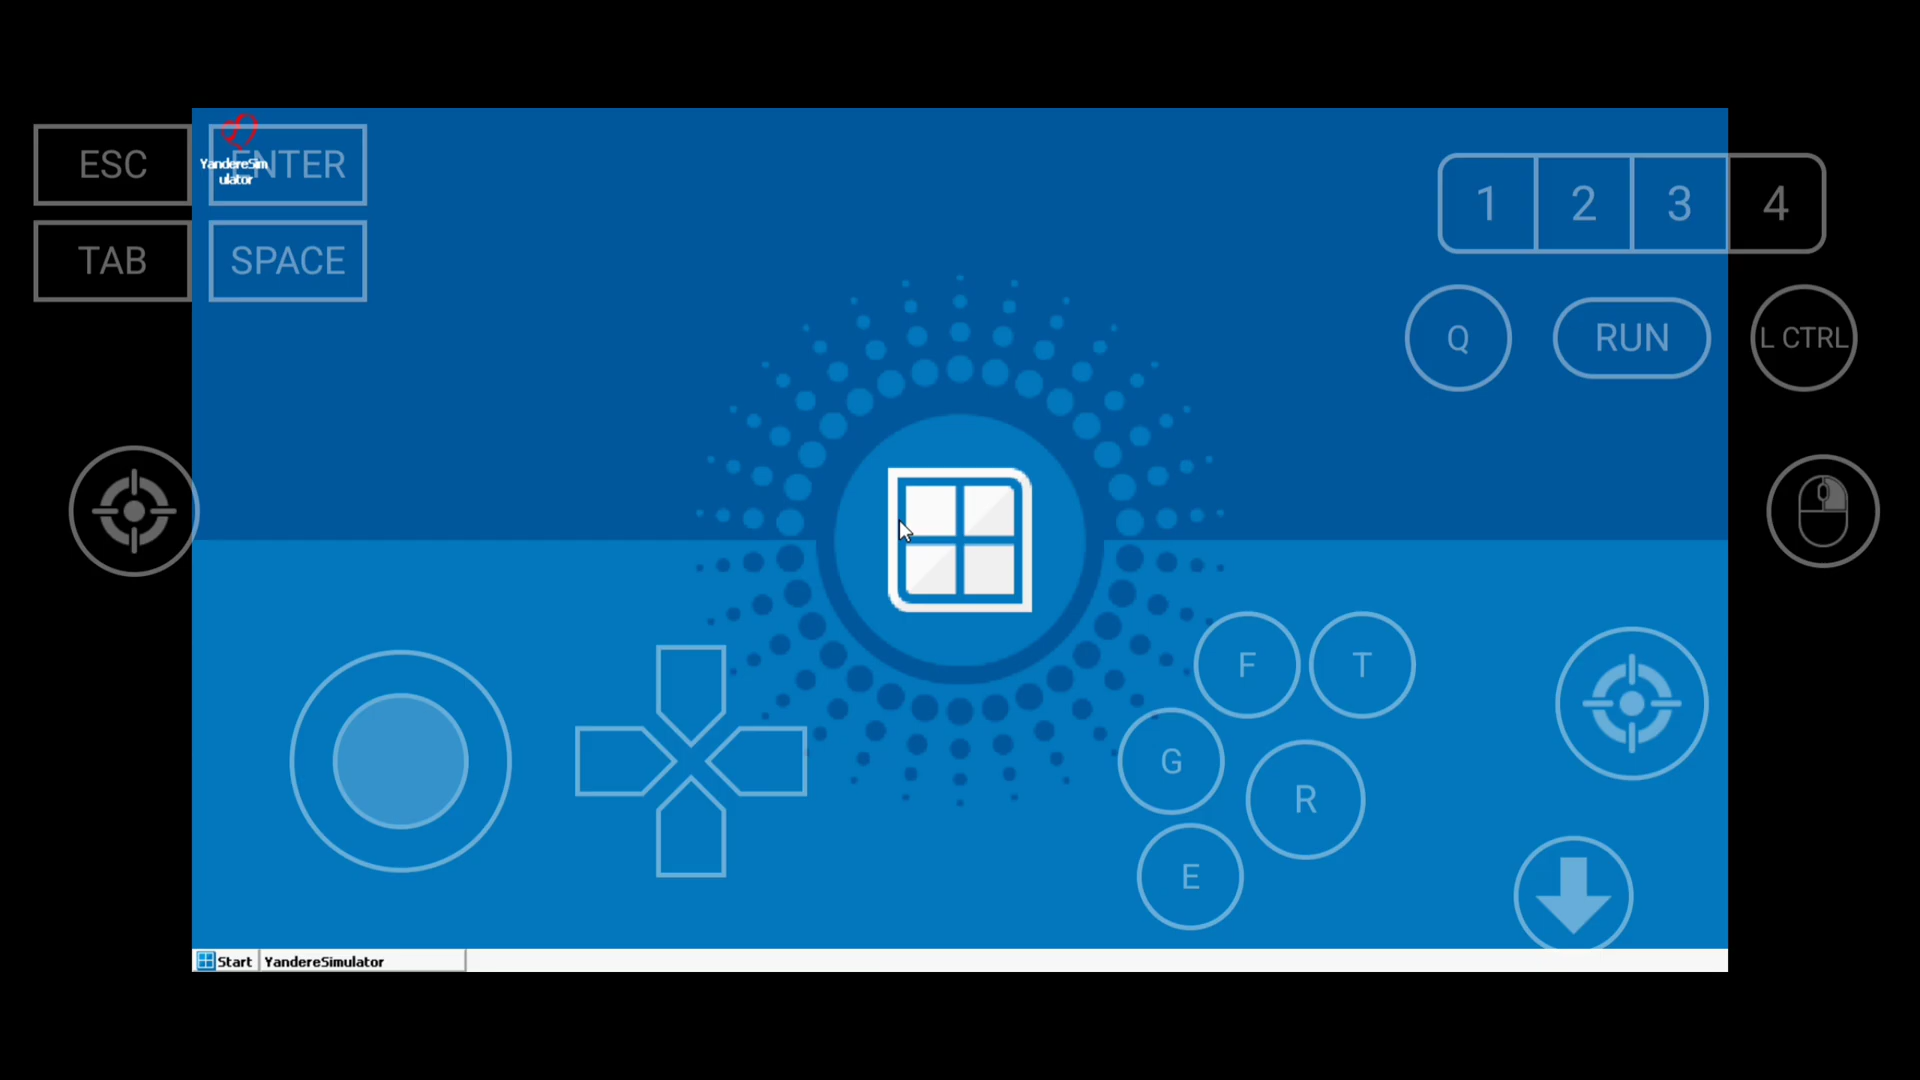 ESC
ENTER
YandereSim
ulator
TAB
SPACE
1 2 3 4
Q
RUN
L CTRL
F
T
G
R
E
Start
YandereSimulator